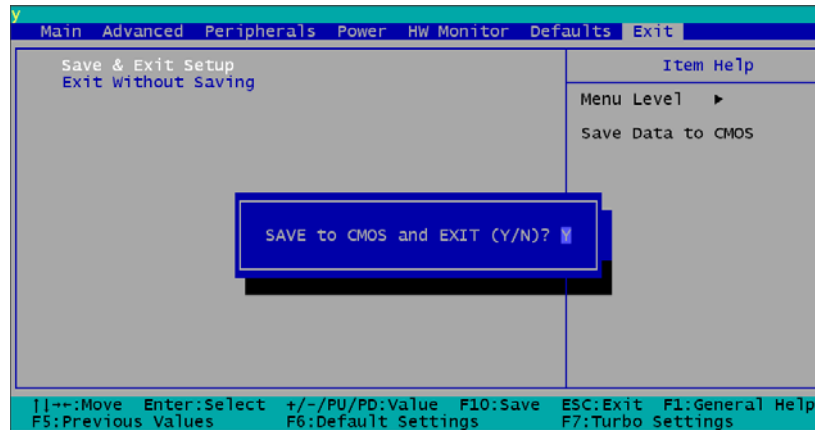 y
Main Advanced Peripherals Power HW Monitor Defaults Exit
Save & Exit Setup
Exit Without Saving
Item Help
Menu Level ►
Save Data to CMOS
SAVE to CMOS and EXIT (Y/N)? Y
↑↓→←:Move Enter:Select +/-/PU/PD:Value F10:Save ESC:Exit F1:General Help
F5:Previous Values F6:Default Settings F7:Turbo Settings